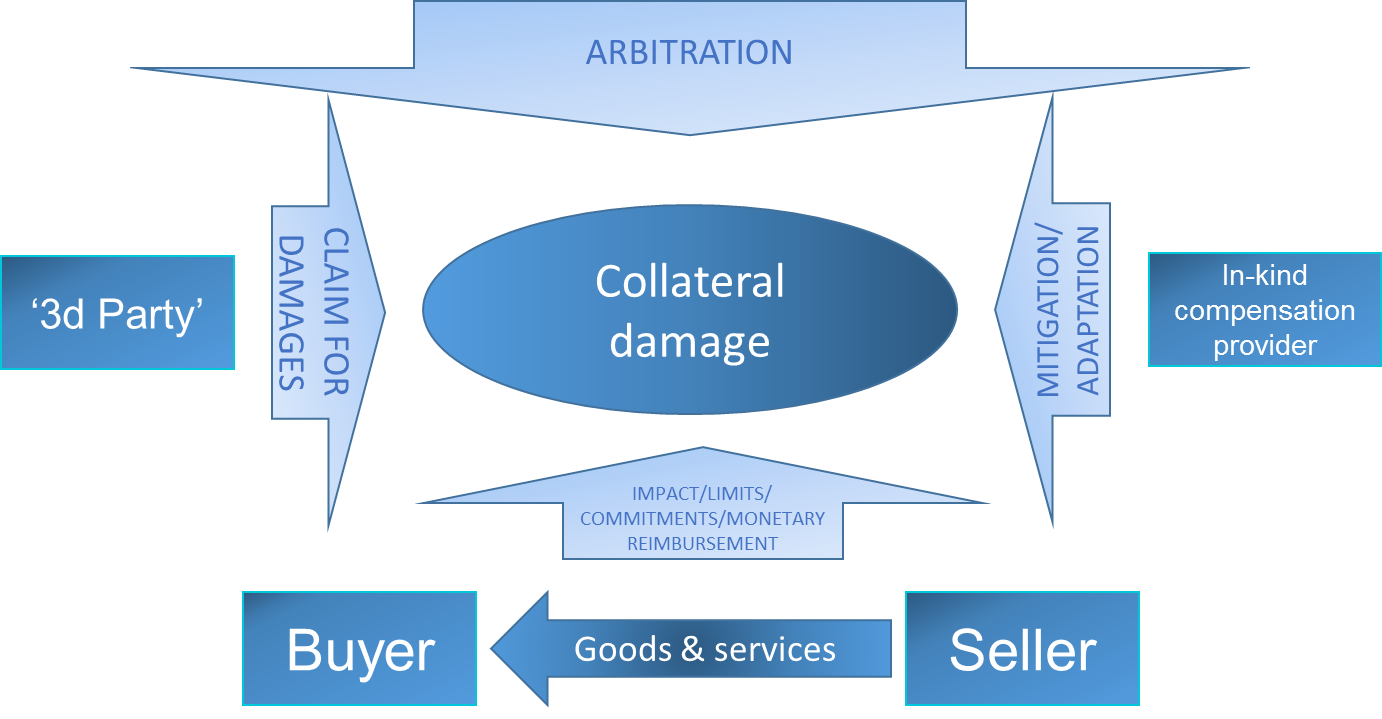 ARBITRATION
CLAIM FOR
DAMAGES
MITIGATION/
ADAPTATION
‘3d Party’
Collateral
damage
In-kind
compensation
provider
IMPACT/LIMITS/
COMMITMENTS/MONETARY
REIMBURSEMENT
Buyer
Goods & services
Seller